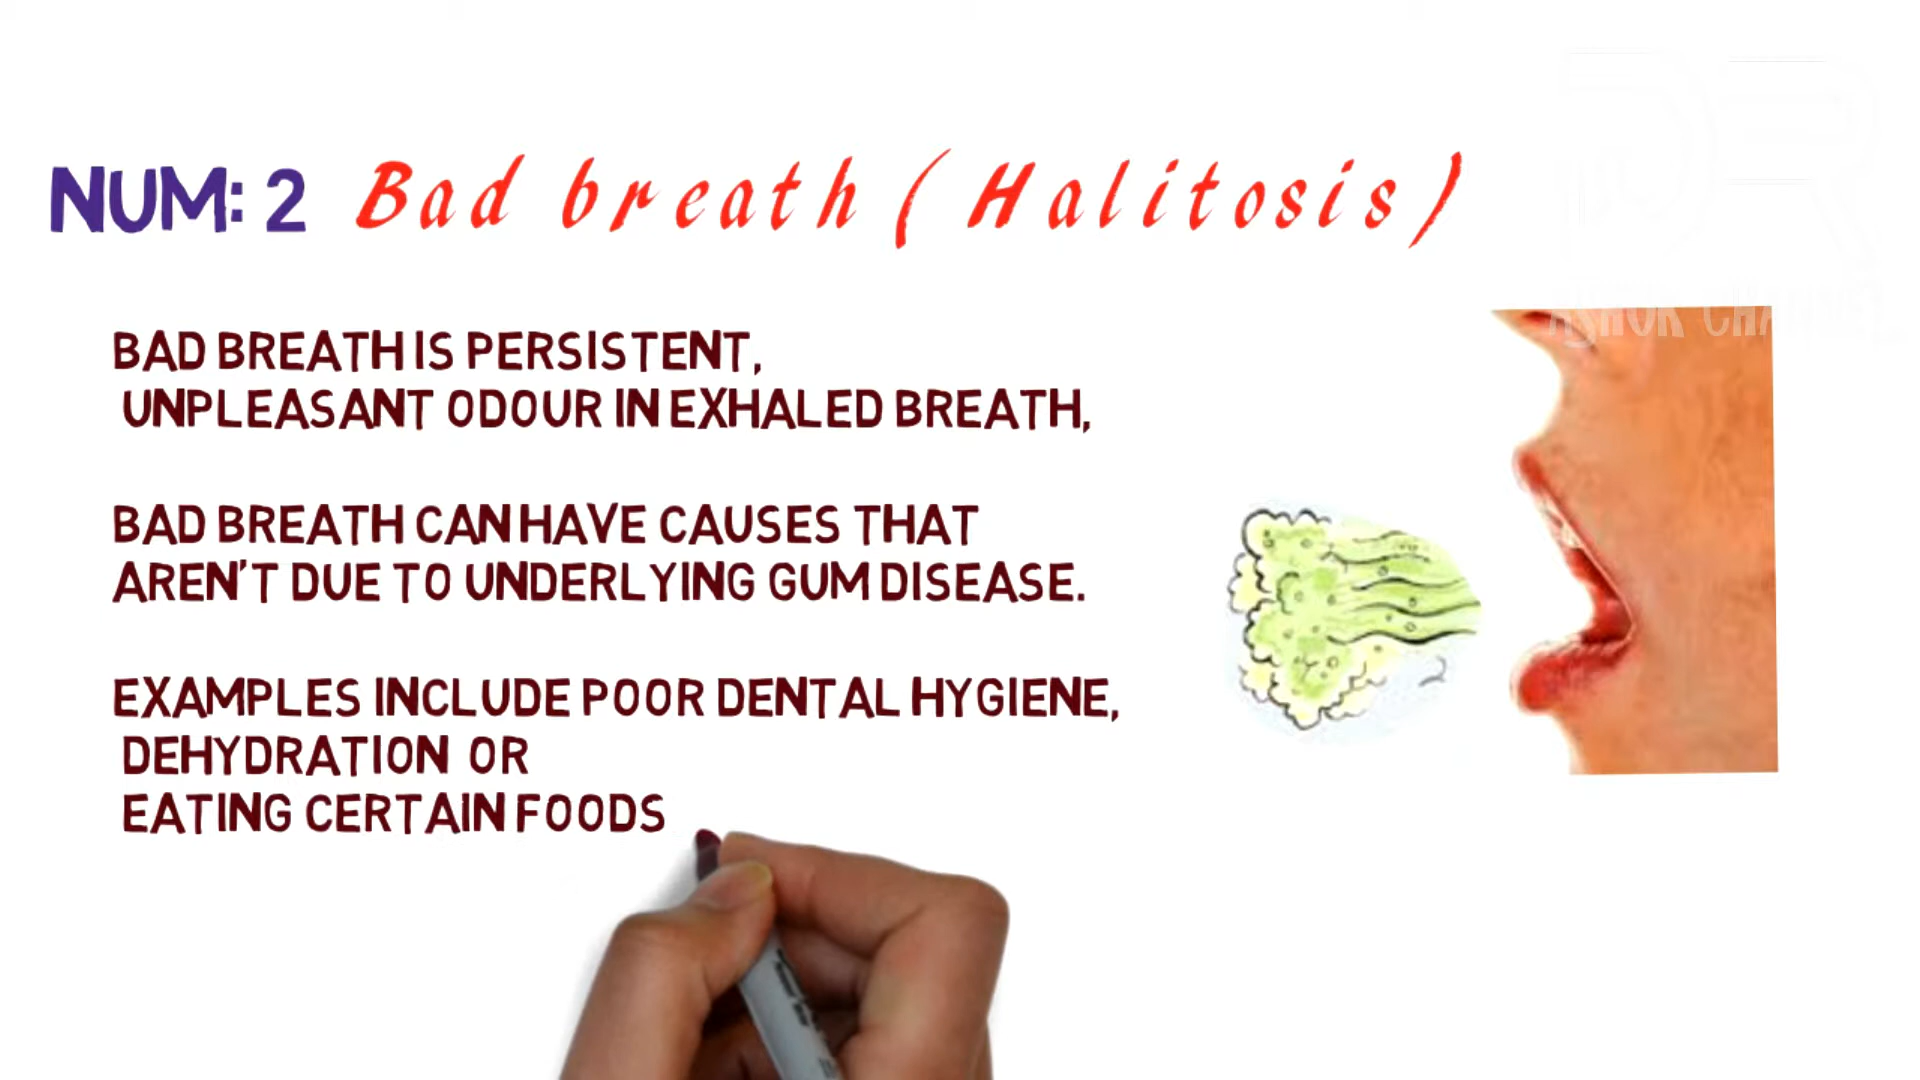 NUM: 2 Bad breath (Halitosis)
BAD BREATH IS PERSISTENT,
UNPLEASANT ODOUR IN EXHALED BREATH,
BAD BREATH CAN HAVE CAUSES THAT
AREN'T DUE TO UNDERLYING GUM DISEASE.
EXAMPLES INCLUDE POOR DENTAL HYGIENE,
DEHYDRATION OR
EATING CERTAIN FOODS